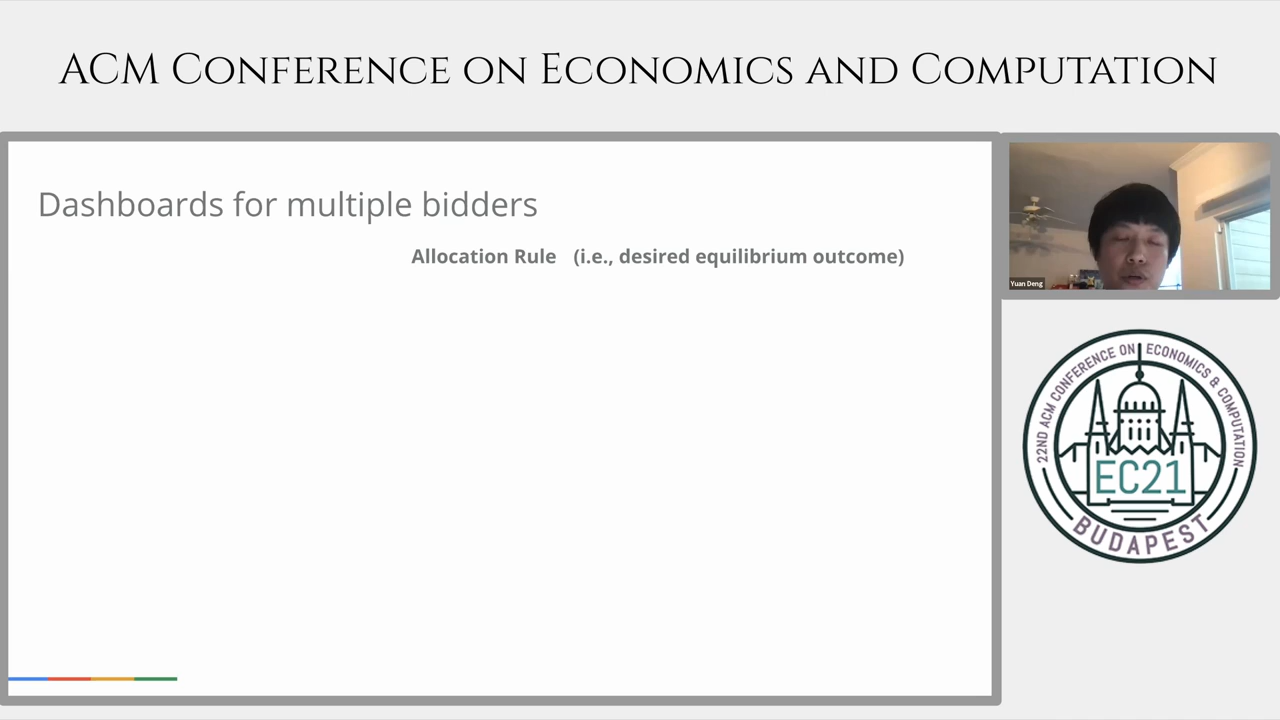 ACM Conference on Economics and Computation
Dashboards for multiple bidders
Allocation Rule (i.e., desired equilibrium outcome)
Yuan Deng
22ND ACM CONFERENCE ON ECONOMICS & COMPUTATION
EC21
BUDAPEST